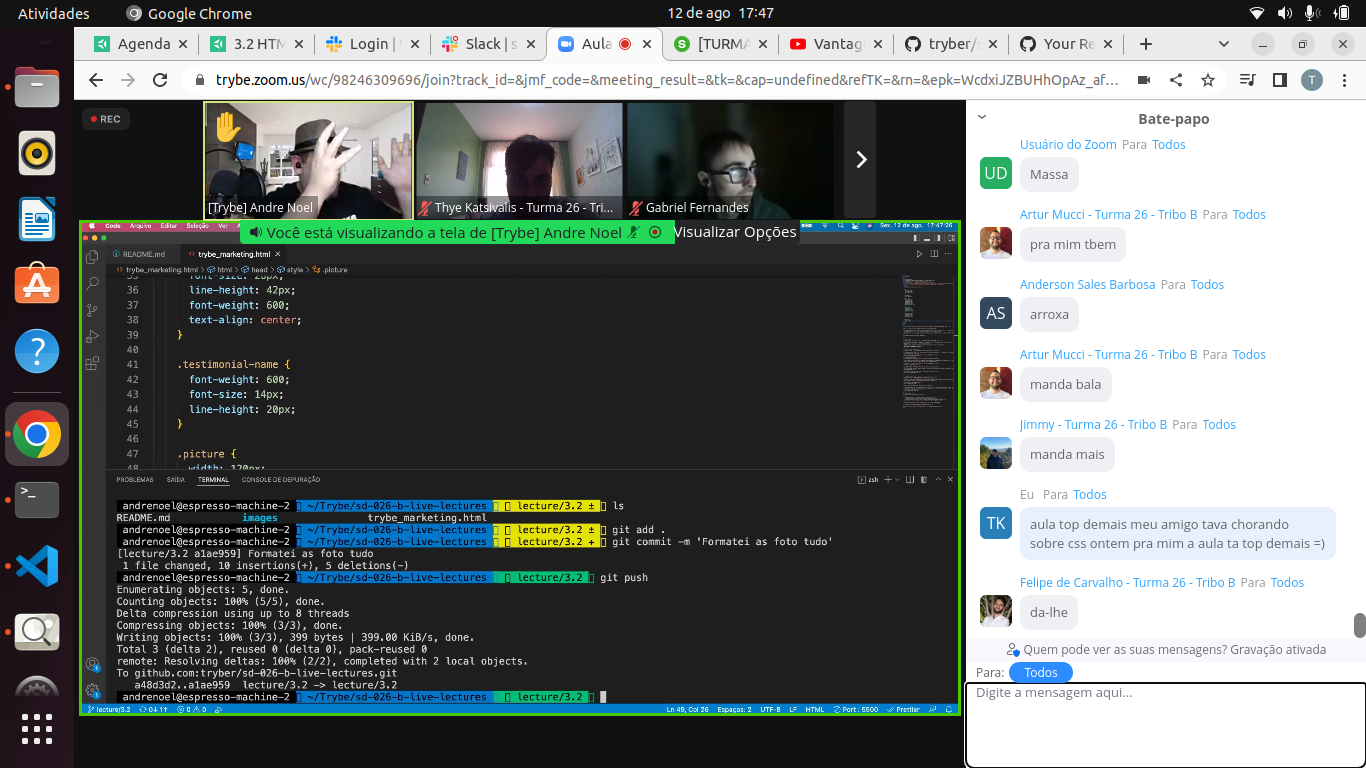 Atividades
Google Chrome
12 de ago 17:47
Agenda
3.2 HTM
Login | S
Slack | s
Aula
[TURMA
Vantag
tryber/s
Your Re
trybe.zoom.us/wc/98246309696/join?track_id=&jmf_code=&meeting_result=&tk=&cap=undefined&refTK=&rn=&epk=WcdxiJZBUHhOpAz_af...
T
REC
[Trybe] Andre Noel
Thye Katsivalis - Turma 26 - Tri...
Gabriel Fernandes
Code Arquivo Editar Seleção Ver
Sex. 12 de ago. 17:47:26
Você está visualizando a tela de [Trybe] Andre Noel
Visualizar Opções
README.md
trybe_marketing.html
trybe_marketing.html > html > head > style > .picture
35 font-size: 28px;
36 line-height: 42px;
37 font-weight: 600;
38 text-align: center;
39 }
40
41 .testimonial-name {
42 font-weight: 600;
43 font-size: 14px;
44 line-height: 20px;
45 }
46
47 .picture {
48 width: 120px;
PROBLEMAS SAÍDA TERMINAL CONSOLE DE DEPURAÇÃO
zsh
andrenoel@espresso-machine-2 ~/Trybe/sd-026-b-live-lectures lecture/3.2 ± ls
README.md images trybe_marketing.html
andrenoel@espresso-machine-2 ~/Trybe/sd-026-b-live-lectures lecture/3.2 ± git add .
andrenoel@espresso-machine-2 ~/Trybe/sd-026-b-live-lectures lecture/3.2 + git commit -m 'Formatei as foto tudo'
[lecture/3.2 a1ae959] Formatei as foto tudo
1 file changed, 10 insertions(+), 5 deletions(-)
andrenoel@espresso-machine-2 ~/Trybe/sd-026-b-live-lectures lecture/3.2 git push
Enumerating objects: 5, done.
Counting objects: 100% (5/5), done.
Delta compression using up to 8 threads
Compressing objects: 100% (3/3), done.
Writing objects: 100% (3/3), 399 bytes | 399.00 KiB/s, done.
Total 3 (delta 2), reused 0 (delta 0), pack-reused 0
remote: Resolving deltas: 100% (2/2), completed with 2 local objects.
To github.com:tryber/sd-026-b-live-lectures.git
a48d3d2..a1ae959 lecture/3.2 -> lecture/3.2
andrenoel@espresso-machine-2 ~/Trybe/sd-026-b-live-lectures lecture/3.2
lecture/3.2 0↓ 1↑ 0 0 Ln 49, Col 26 Espaços: 2 UTF-8 LF HTML Port : 5500 Prettier
Bate-papo
Usuário do Zoom Para Todos
UD
Massa
Artur Mucci - Turma 26 - Tribo B Para Todos
pra mim tbem
Anderson Sales Barbosa Para Todos
AS
arroxa
Artur Mucci - Turma 26 - Tribo B Para Todos
manda bala
Jimmy - Turma 26 - Tribo B Para Todos
manda mais
Eu Para Todos
TK
aula top demais meu amigo tava chorando
sobre css ontem pra mim a aula ta top demais =)
Felipe de Carvalho - Turma 26 - Tribo B Para Todos
da-lhe
Quem pode ver as suas mensagens? Gravação ativada
Para: Todos
Digite a mensagem aqui...